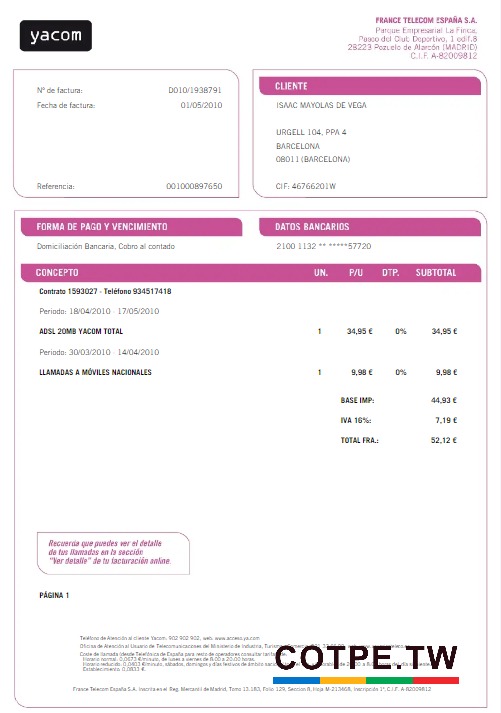 yacom
FRANCE TELECOM ESPAÑA S.A.
Parque Empresarial La Finca,
Paseo del Club Deportivo, 1 edif.8
28223 Pozuelo de Alarcón (MADRID)
C.I.F. A-82009812
Nº de factura: D010/1938791
Fecha de factura: 01/05/2010
Referencia: 001000897650
CLIENTE
ISAAC MAYOLAS DE VEGA
URGELL 104, PPA 4
BARCELONA
08011 (BARCELONA)
CIF: 46766201W
FORMA DE PAGO Y VENCIMIENTO
Domiciliación Bancaria, Cobro al contado
DATOS BANCARIOS
2100 1132 ** *****57720
CONCEPTO UN. P/U DTP. SUBTOTAL
Contrato 1593027 - Teléfono 934517418
Periodo: 18/04/2010 - 17/05/2010
ADSL 20MB YACOM TOTAL 1 34,95 € 0% 34,95 €
Periodo: 30/03/2010 - 14/04/2010
LLAMADAS A MÓVILES NACIONALES 1 9,98 € 0% 9,98 €
BASE IMP: 44,93 €
IVA 16%: 7,19 €
TOTAL FRA.: 52,12 €
Recuerda que puedes ver el detalle
de tus llamadas en la sección
"Ver detalle" de tu facturación online.
PÁGINA 1
Teléfono de Atención al cliente Yacom: 902 902 902, web: www.acceso.ya.com
Oficina de Atención al Usuario de Telecomunicaciones del Ministerio de Industria,
Coste de llamada (desde Telefónica de España para resto de operadores consultar tarifas)
Horario normal: 0,0673 €/minuto, de lunes a viernes de 8:00 a 20:00 horas.
Horario reducido: 0,0403 €/minuto, sábados, domingos y días festivos de ámbito
Establecimiento: 0,0833 €.
COTPE.TW
France Telecom España S.A. Inscrita en el Reg. Mercantil de Madrid, Tomo 13.183, Folio 129, Sección 8, Hoja M-213468, Inscripción 1ª, C.I.F. A-82009812